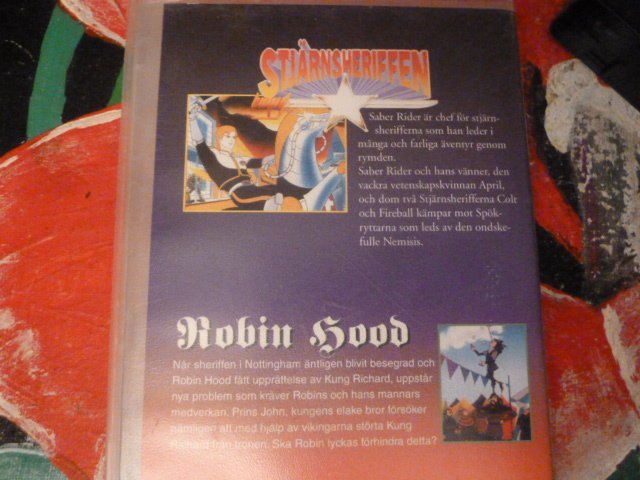 STJÄRNSHERIFFEN
Saber Rider är chef för stjärn-
sherifferna som han leder i
många och farliga äventyr genom
rymden.
Saber Rider och hans vänner, den
vackra vetenskapskvinnan April,
och dom två Stjärnsherifferna Colt
och Fireball kämpar mot Spök-
ryttarna som leds av den ondske-
fulle Nemisis.
Robin Hood
När sheriffen i Nottingham äntligen blivit besegrad och
Robin Hood fått upprättelse av Kung Richard, uppstår
nya problem som kräver Robins och hans mannars
medverkan. Prins John, kungens elake bror försöker
nämligen att med hjälp av vikingarna störta Kung
Richard från tronen. Ska Robin lyckas förhindra detta?